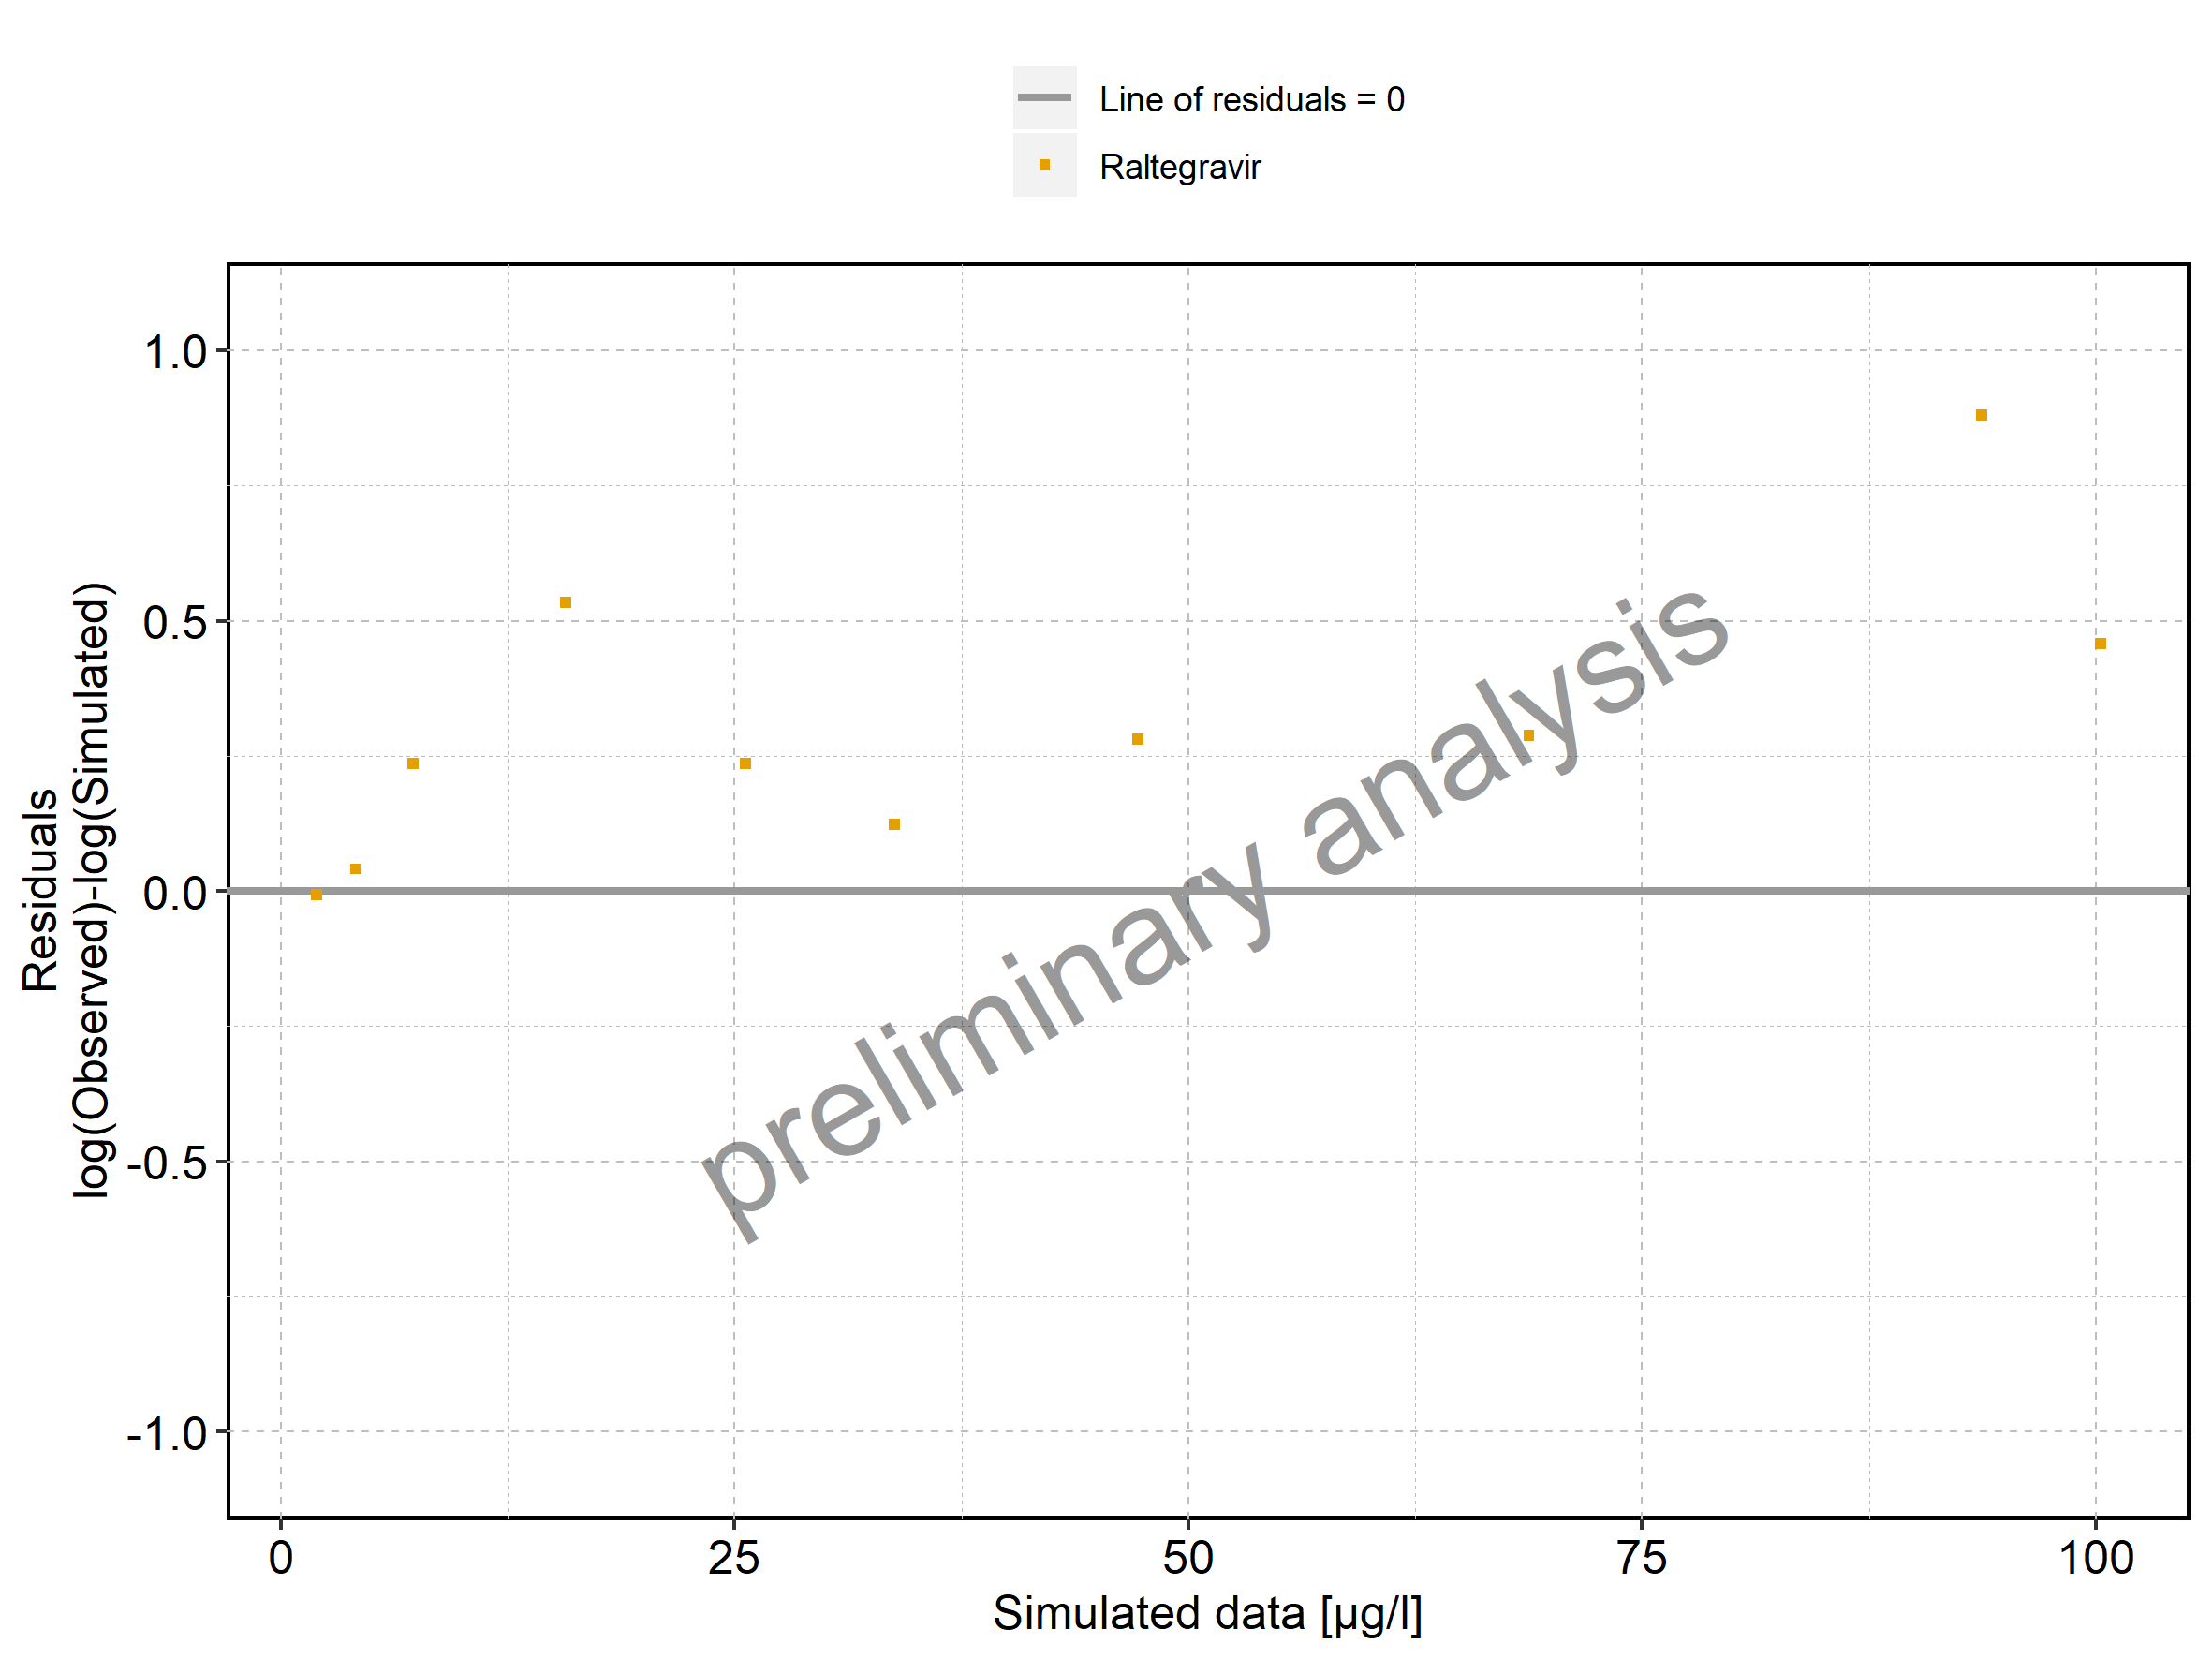 Line of residuals = 0
Raltegravir
Residuals
log(Observed)-log(Simulated)
1.0
0.5
0.0
-0.5
-1.0
preliminary analysis
0 25 50 75 100
Simulated data [µg/l]